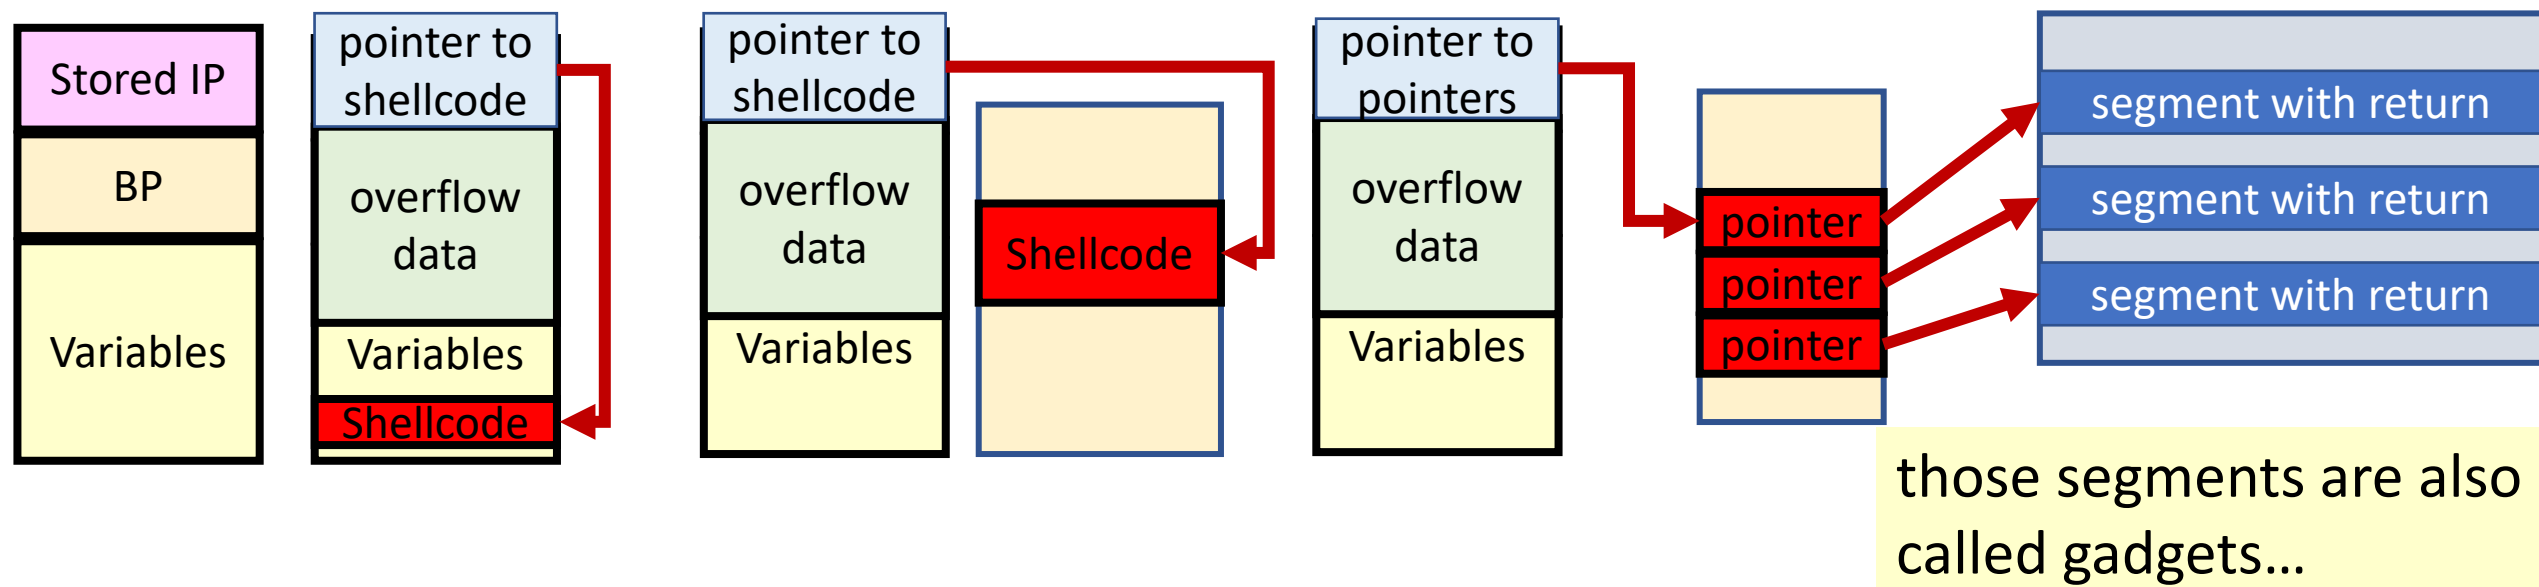 Stored IP
BP
Variables
pointer to
shellcode
overflow
data
Variables
Shellcode
pointer to
shellcode
overflow
data
Variables
Shellcode
pointer to
pointers
overflow
data
Variables
pointer
pointer
pointer
segment with return
segment with return
segment with return
those segments are also
called gadgets…